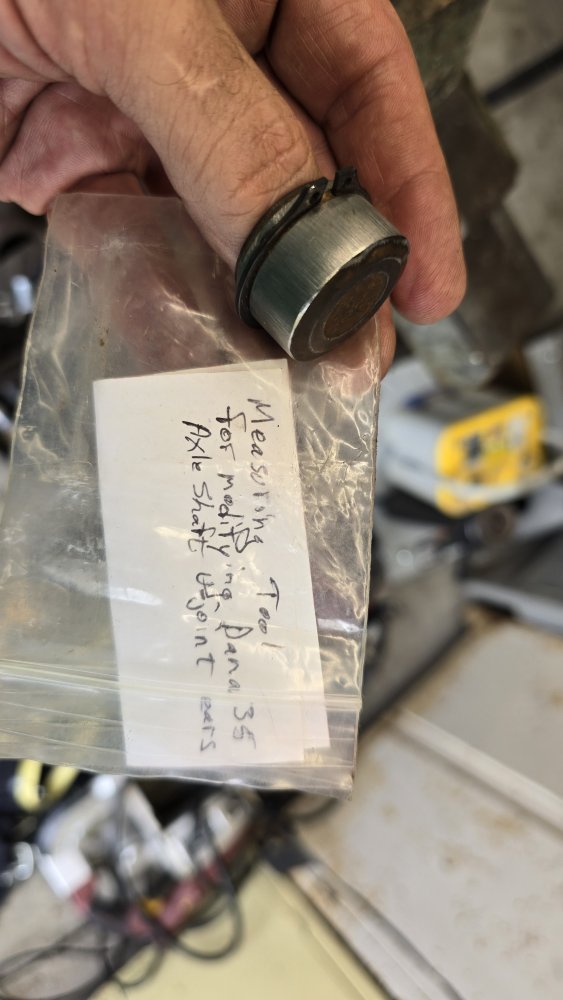 Measuring Tool
for modifying Dana 35
Axle shaft U-joint ears